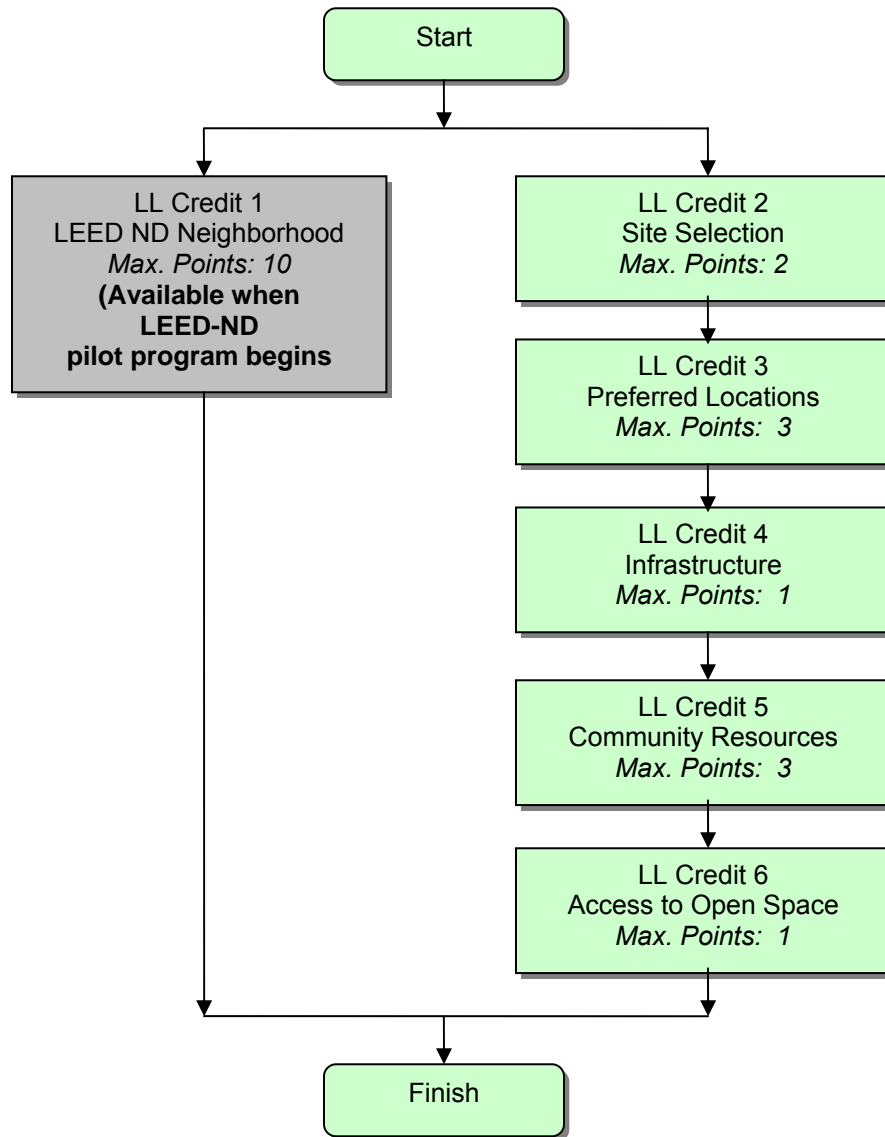 Start
LL Credit 1
LEED ND Neighborhood
Max. Points: 10
(Available when
LEED-ND
pilot program begins
LL Credit 2
Site Selection
Max. Points: 2
LL Credit 3
Preferred Locations
Max. Points:  3
LL Credit 4
Infrastructure
Max. Points:  1
LL Credit 5
Community Resources
Max. Points:  3
LL Credit 6
Access to Open Space
Max. Points:  1
Finish